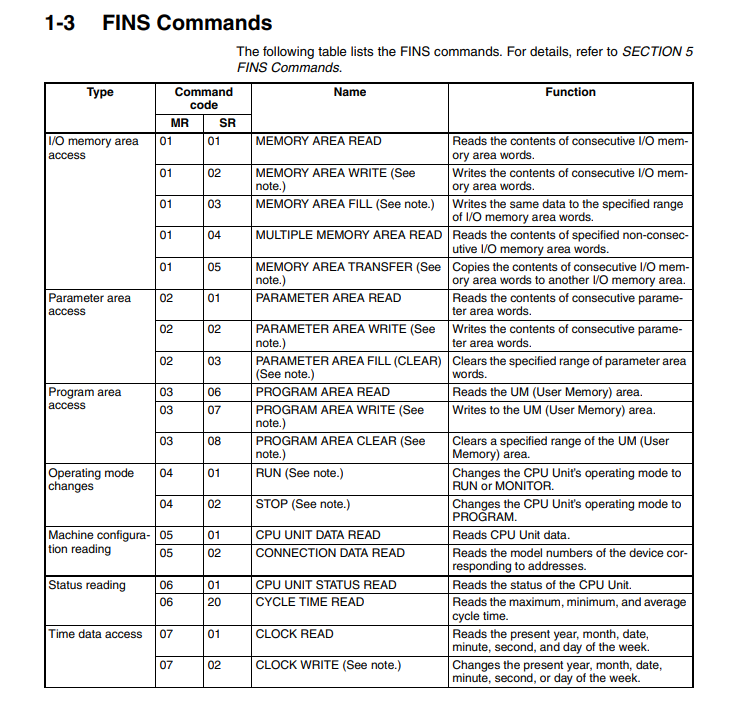 1-3 FINS Commands
The following table lists the FINS commands. For details, refer to SECTION 5
FINS Commands.
Type Command code Name Function
MR SR
I/O memory area access 01 01 MEMORY AREA READ Reads the contents of consecutive I/O mem-
ory area words.
01 02 MEMORY AREA WRITE (See note.) Writes the contents of consecutive I/O mem-
ory area words.
01 03 MEMORY AREA FILL (See note.) Writes the same data to the specified range
of I/O memory area words.
01 04 MULTIPLE MEMORY AREA READ Reads the contents of specified non-consec-
utive I/O memory area words.
01 05 MEMORY AREA TRANSFER (See note.) Copies the contents of consecutive I/O mem-
ory area words to another I/O memory area.
Parameter area access 02 01 PARAMETER AREA READ Reads the contents of consecutive parame-
ter area words.
02 02 PARAMETER AREA WRITE (See note.) Writes the contents of consecutive parame-
ter area words.
02 03 PARAMETER AREA FILL (CLEAR) (See note.) Clears the specified range of parameter area
words.
Program area access 03 06 PROGRAM AREA READ Reads the UM (User Memory) area.
03 07 PROGRAM AREA WRITE (See note.) Writes to the UM (User Memory) area.
03 08 PROGRAM AREA CLEAR (See note.) Clears a specified range of the UM (User
Memory) area.
Operating mode changes 04 01 RUN (See note.) Changes the CPU Unit's operating mode to
RUN or MONITOR.
04 02 STOP (See note.) Changes the CPU Unit's operating mode to
PROGRAM.
Machine configura-
tion reading 05 01 CPU UNIT DATA READ Reads CPU Unit data.
05 02 CONNECTION DATA READ Reads the model numbers of the device cor-
responding to addresses.
Status reading 06 01 CPU UNIT STATUS READ Reads the status of the CPU Unit.
06 20 CYCLE TIME READ Reads the maximum, minimum, and average
cycle time.
Time data access 07 01 CLOCK READ Reads the present year, month, date,
minute, second, and day of the week.
07 02 CLOCK WRITE (See note.) Changes the present year, month, date,
minute, second, or day of the week.